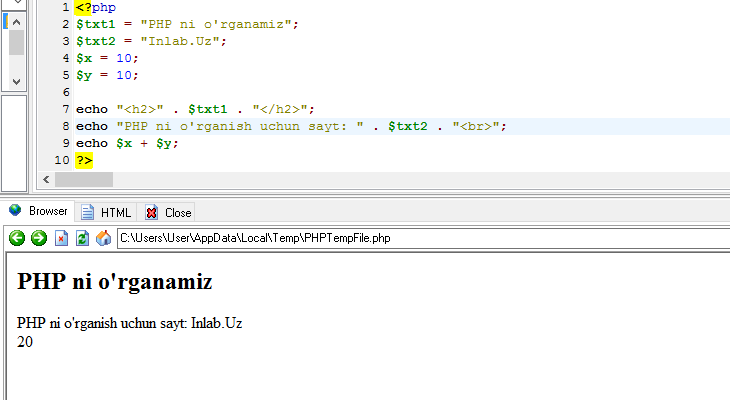 1 <?php
2 $txt1 = "PHP ni o'rganamiz";
3 $txt2 = "Inlab.Uz";
4 $x = 10;
5 $y = 10;
6
7 echo "<h2>" . $txt1 . "</h2>";
8 echo "PHP ni o'rganish uchun sayt: " . $txt2 . "<br>";
9 echo $x + $y;
10 ?>
Browser HTML Close
C:\Users\User\AppData\Local\Temp\PHPTempFile.php
PHP ni o'rganamiz
PHP ni o'rganish uchun sayt: Inlab.Uz
20